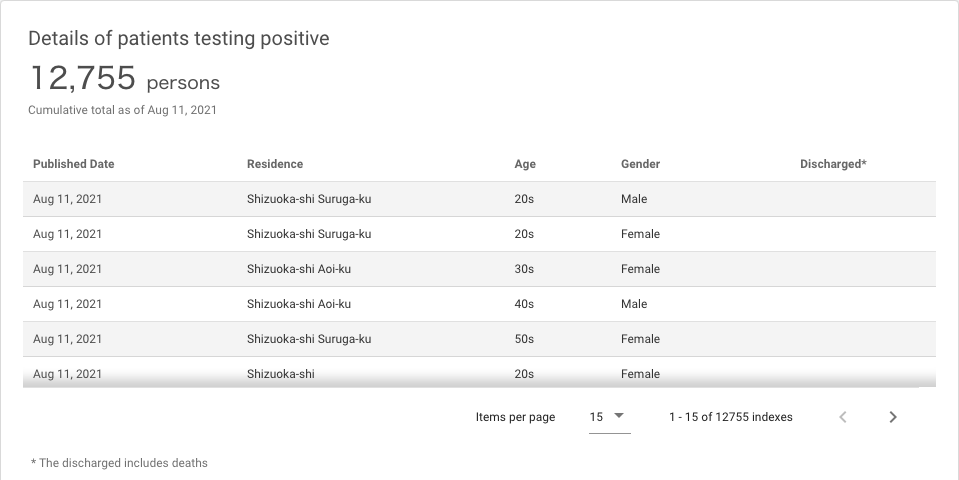 Details of patients testing positive
12,755 persons
Cumulative total as of Aug 11, 2021
Published Date Residence Age Gender Discharged*
Aug 11, 2021 Shizuoka-shi Suruga-ku 20s Male
Aug 11, 2021 Shizuoka-shi Suruga-ku 20s Female
Aug 11, 2021 Shizuoka-shi Aoi-ku 30s Female
Aug 11, 2021 Shizuoka-shi Aoi-ku 40s Male
Aug 11, 2021 Shizuoka-shi Suruga-ku 50s Female
Aug 11, 2021 Shizuoka-shi 20s Female
Items per page 15 1 - 15 of 12755 indexes
* The discharged includes deaths